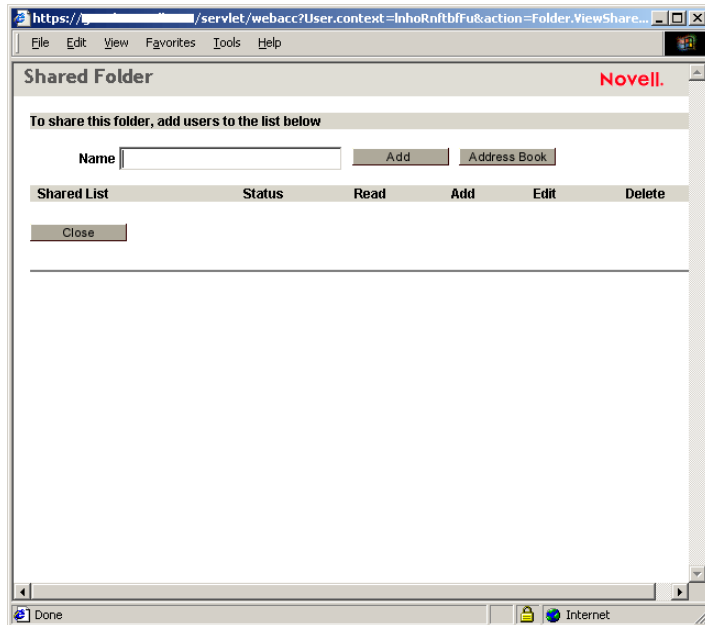 https:// /servlet/webacc?User.context=lnhoRnftbfFu&action=Folder.ViewShare...
File Edit View Favorites Tools Help
Shared Folder Novell.
To share this folder, add users to the list below
Name Add Address Book
Shared List Status Read Add Edit Delete
Close
Done Internet